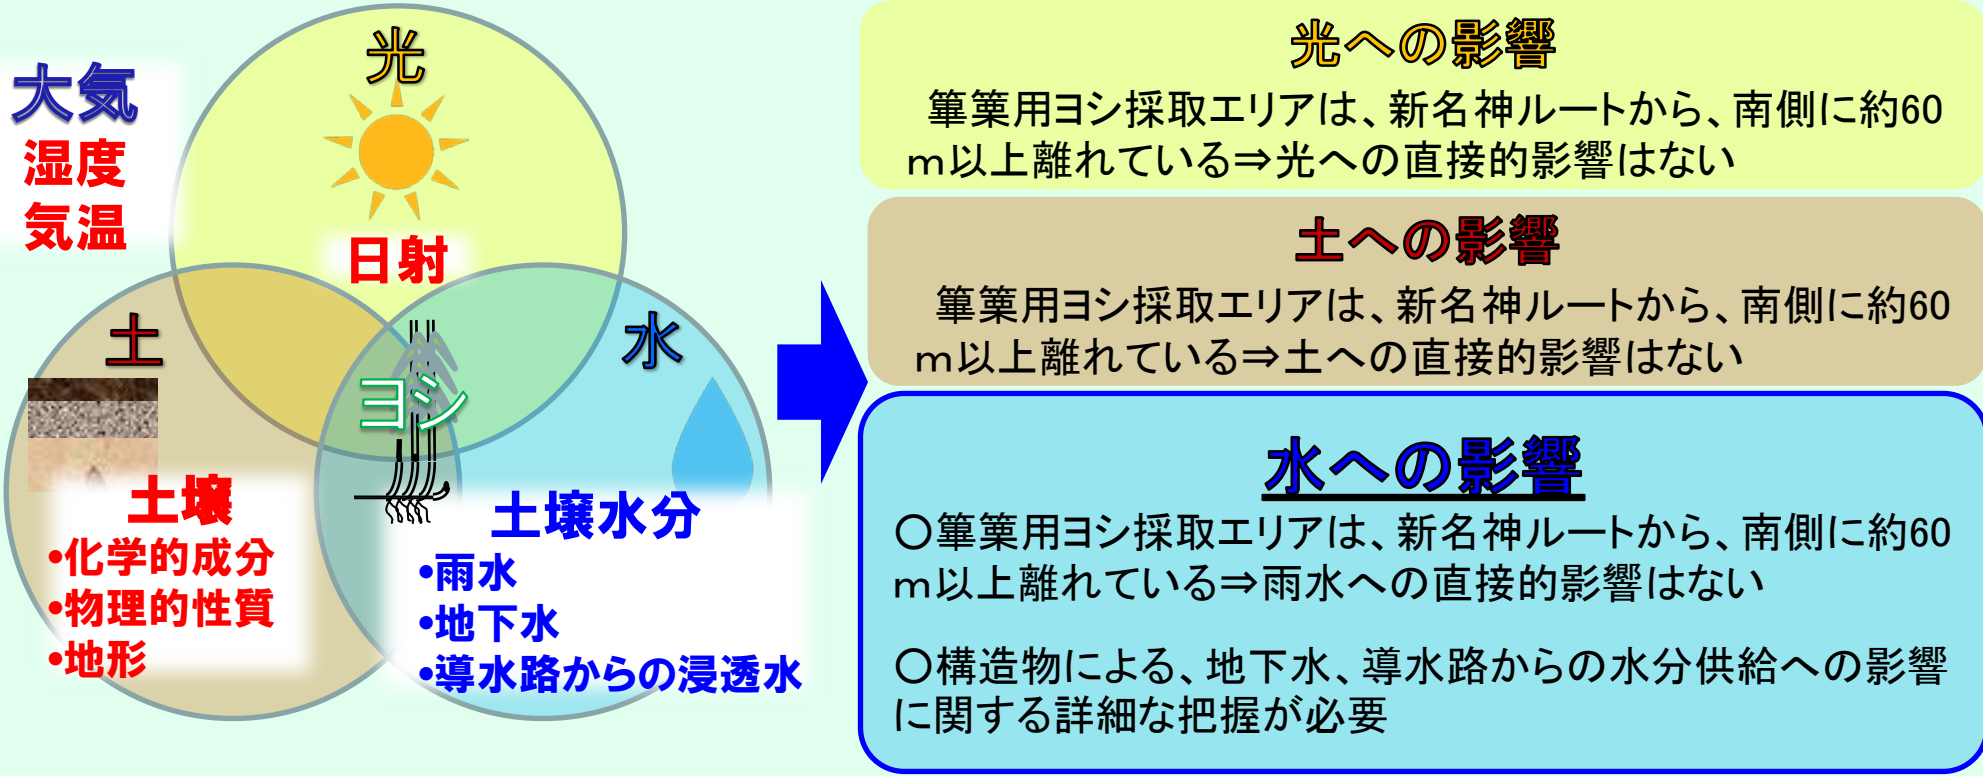 大気
湿度
気温
光
日射
土
土壌
•化学的成分
•物理的性質
•地形
ヨシ
水
土壌水分
•雨水
•地下水
•導水路からの浸透水
光への影響
篳篥用ヨシ採取エリアは、新名神ルートから、南側に約60
ｍ以上離れている⇒光への直接的影響はない
土への影響
篳篥用ヨシ採取エリアは、新名神ルートから、南側に約60
ｍ以上離れている⇒土への直接的影響はない
水への影響
〇篳篥用ヨシ採取エリアは、新名神ルートから、南側に約60
ｍ以上離れている⇒雨水への直接的影響はない
〇構造物による、地下水、導水路からの水分供給への影響
に関する詳細な把握が必要